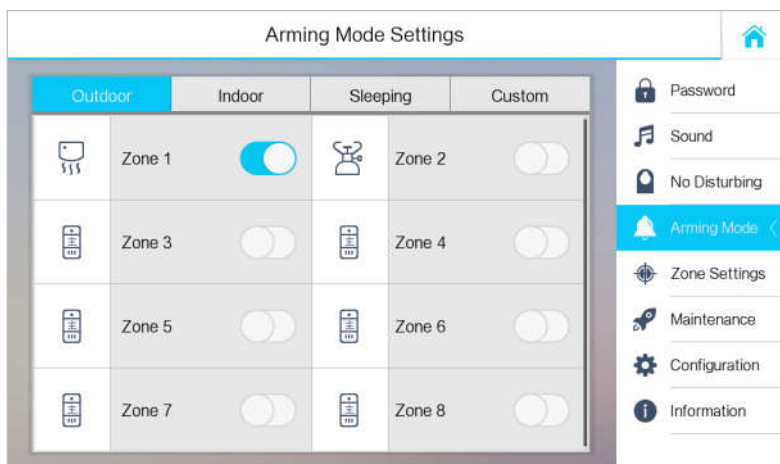 Arming Mode Settings
Outdoor Indoor Sleeping Custom
Zone 1 Zone 2
Zone 3 Zone 4
Zone 5 Zone 6
Zone 7 Zone 8
Password
Sound
No Disturbing
Arming Mode
Zone Settings
Maintenance
Configuration
Information